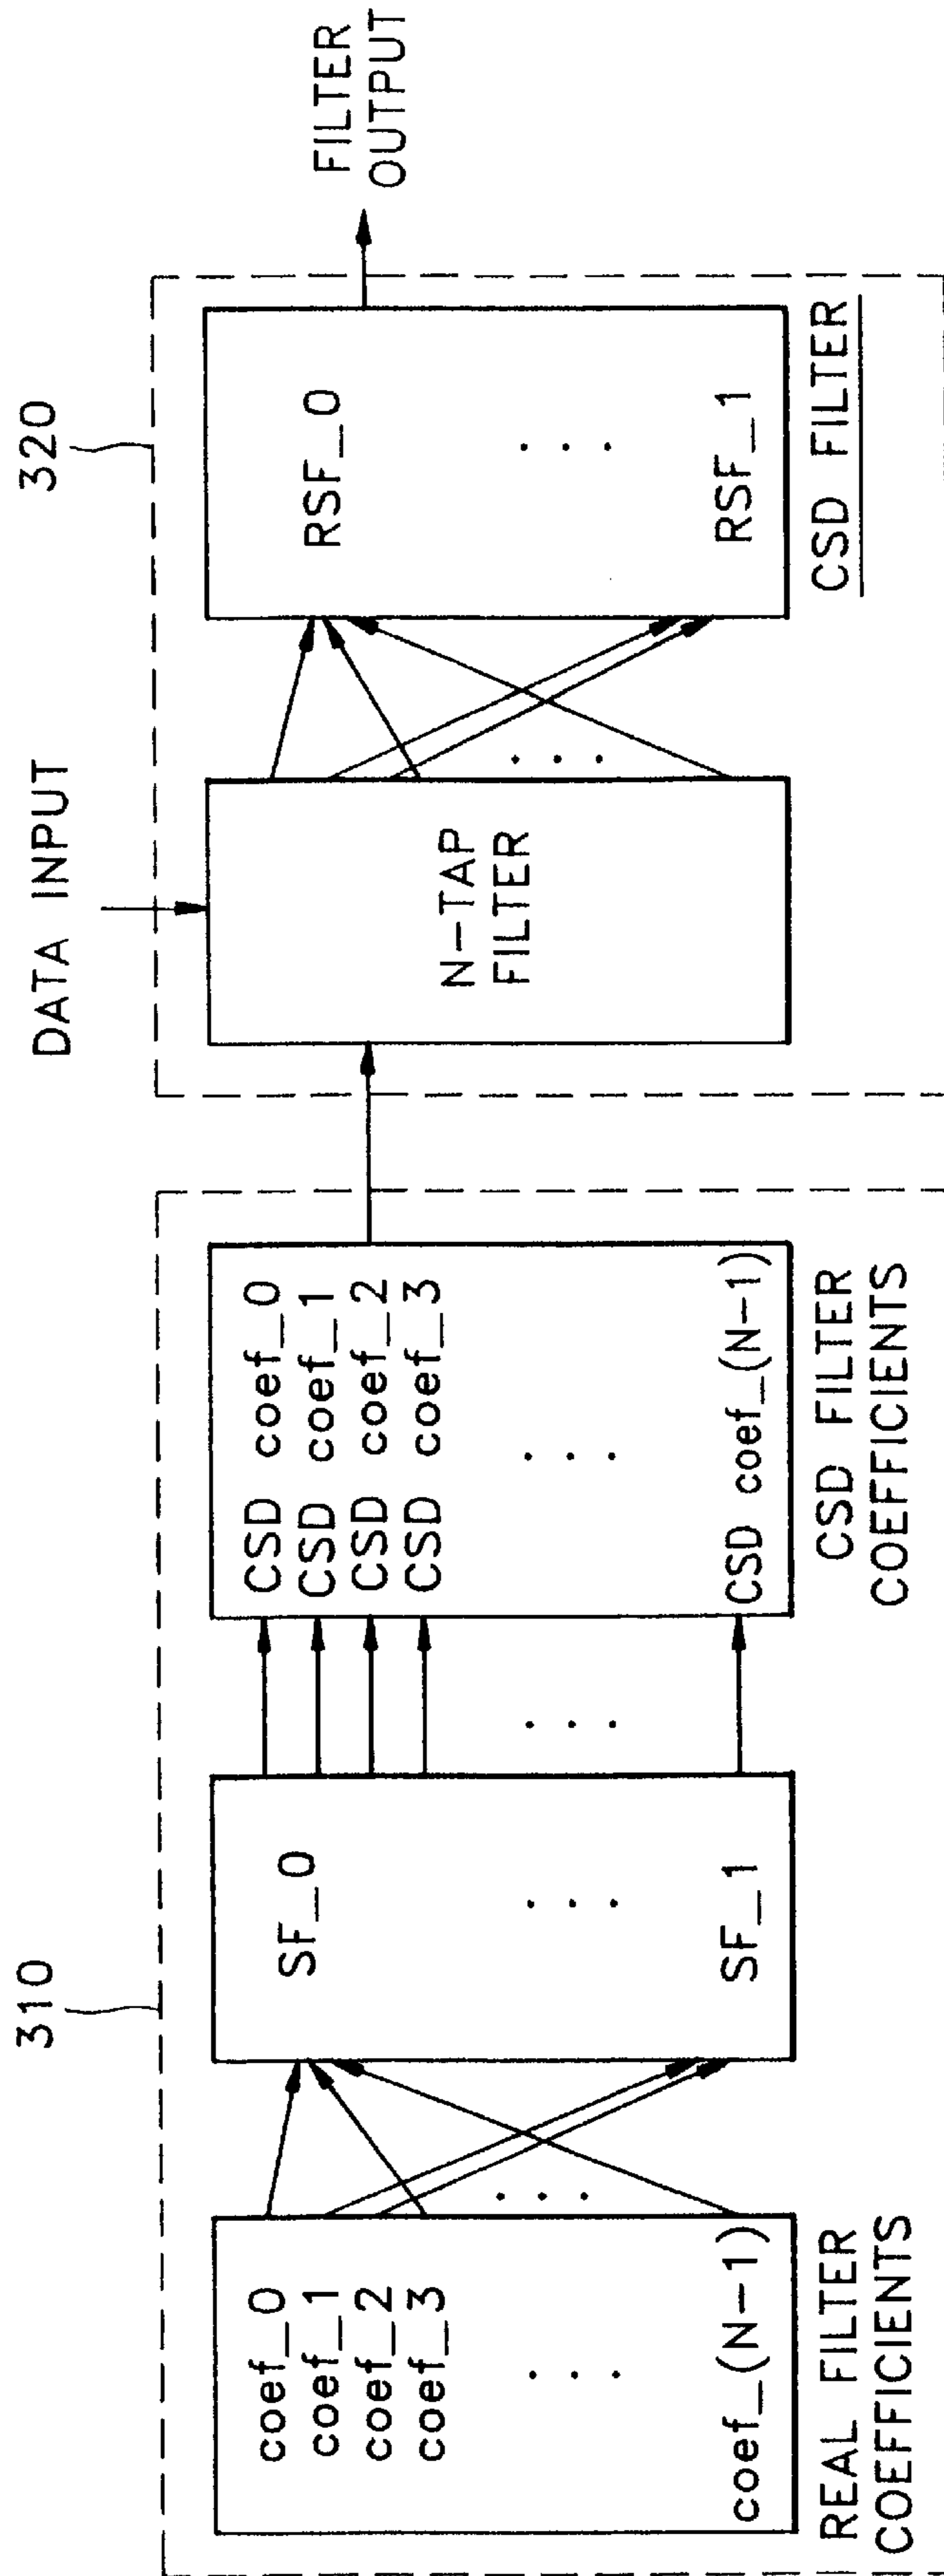 310
coef_0
coef_1
coef_2
coef_3
. . .
coef_(N-1)
REAL FILTER
COEFFICIENTS
. . .
SF_0
. . .
SF_1
. . .
CSD coef_0
CSD coef_1
CSD coef_2
CSD coef_3
. . .
CSD coef_(N-1)
CSD FILTER
COEFFICIENTS
320
DATA INPUT
N-TAP
FILTER
. . .
RSF_0
. . .
RSF_1
CSD FILTER
FILTER
OUTPUT